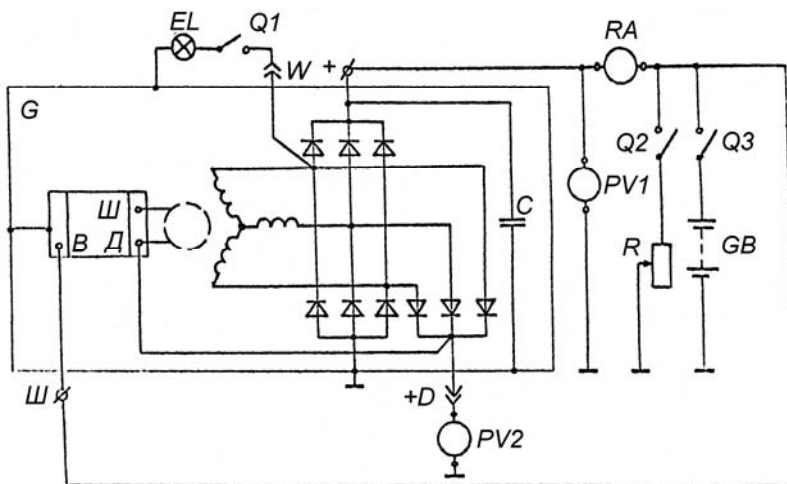 EL Q1 RA
W +
G
Q2 Q3
Ш PV1
В Д C
R GB
Ш +D
PV2